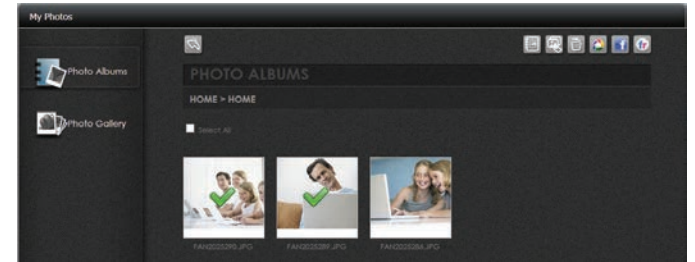 My Photos
Photo Albums
Photo Gallery
PHOTO ALBUMS
HOME > HOME
Select All